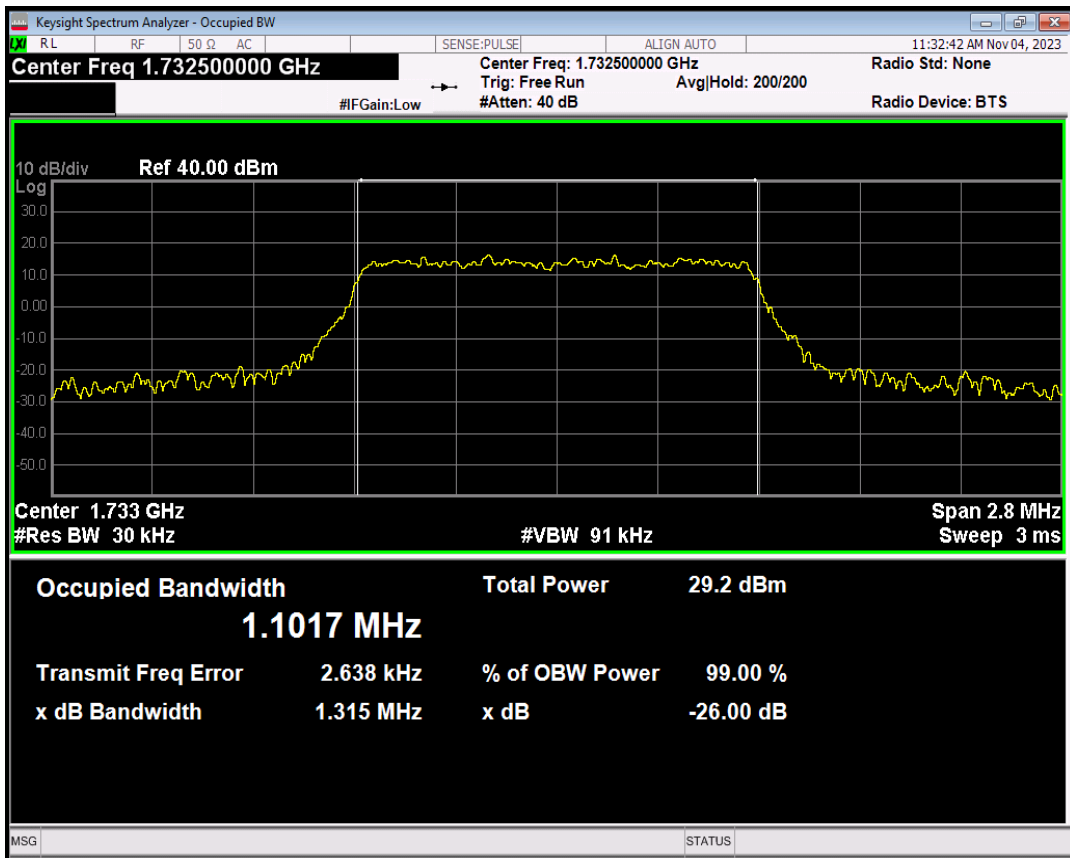 Keysight Spectrum Analyzer - Occupied BW
LXI RL RF 50 Ω AC SENSE:PULSE ALIGN AUTO 11:32:42 AM Nov 04, 2023
Center Freq 1.732500000 GHz Center Freq: 1.732500000 GHz Radio Std: None
Trig: Free Run Avg|Hold: 200/200
#IFGain:Low #Atten: 40 dB Radio Device: BTS
10 dB/div Ref 40.00 dBm
Log
30.0
20.0
10.0
0.00
-10.0
-20.0
-30.0
-40.0
-50.0
Center 1.733 GHz Span 2.8 MHz
#Res BW 30 kHz #VBW 91 kHz Sweep 3 ms
Occupied Bandwidth Total Power 29.2 dBm
1.1017 MHz
Transmit Freq Error 2.638 kHz % of OBW Power 99.00 %
x dB Bandwidth 1.315 MHz x dB -26.00 dB
MSG STATUS